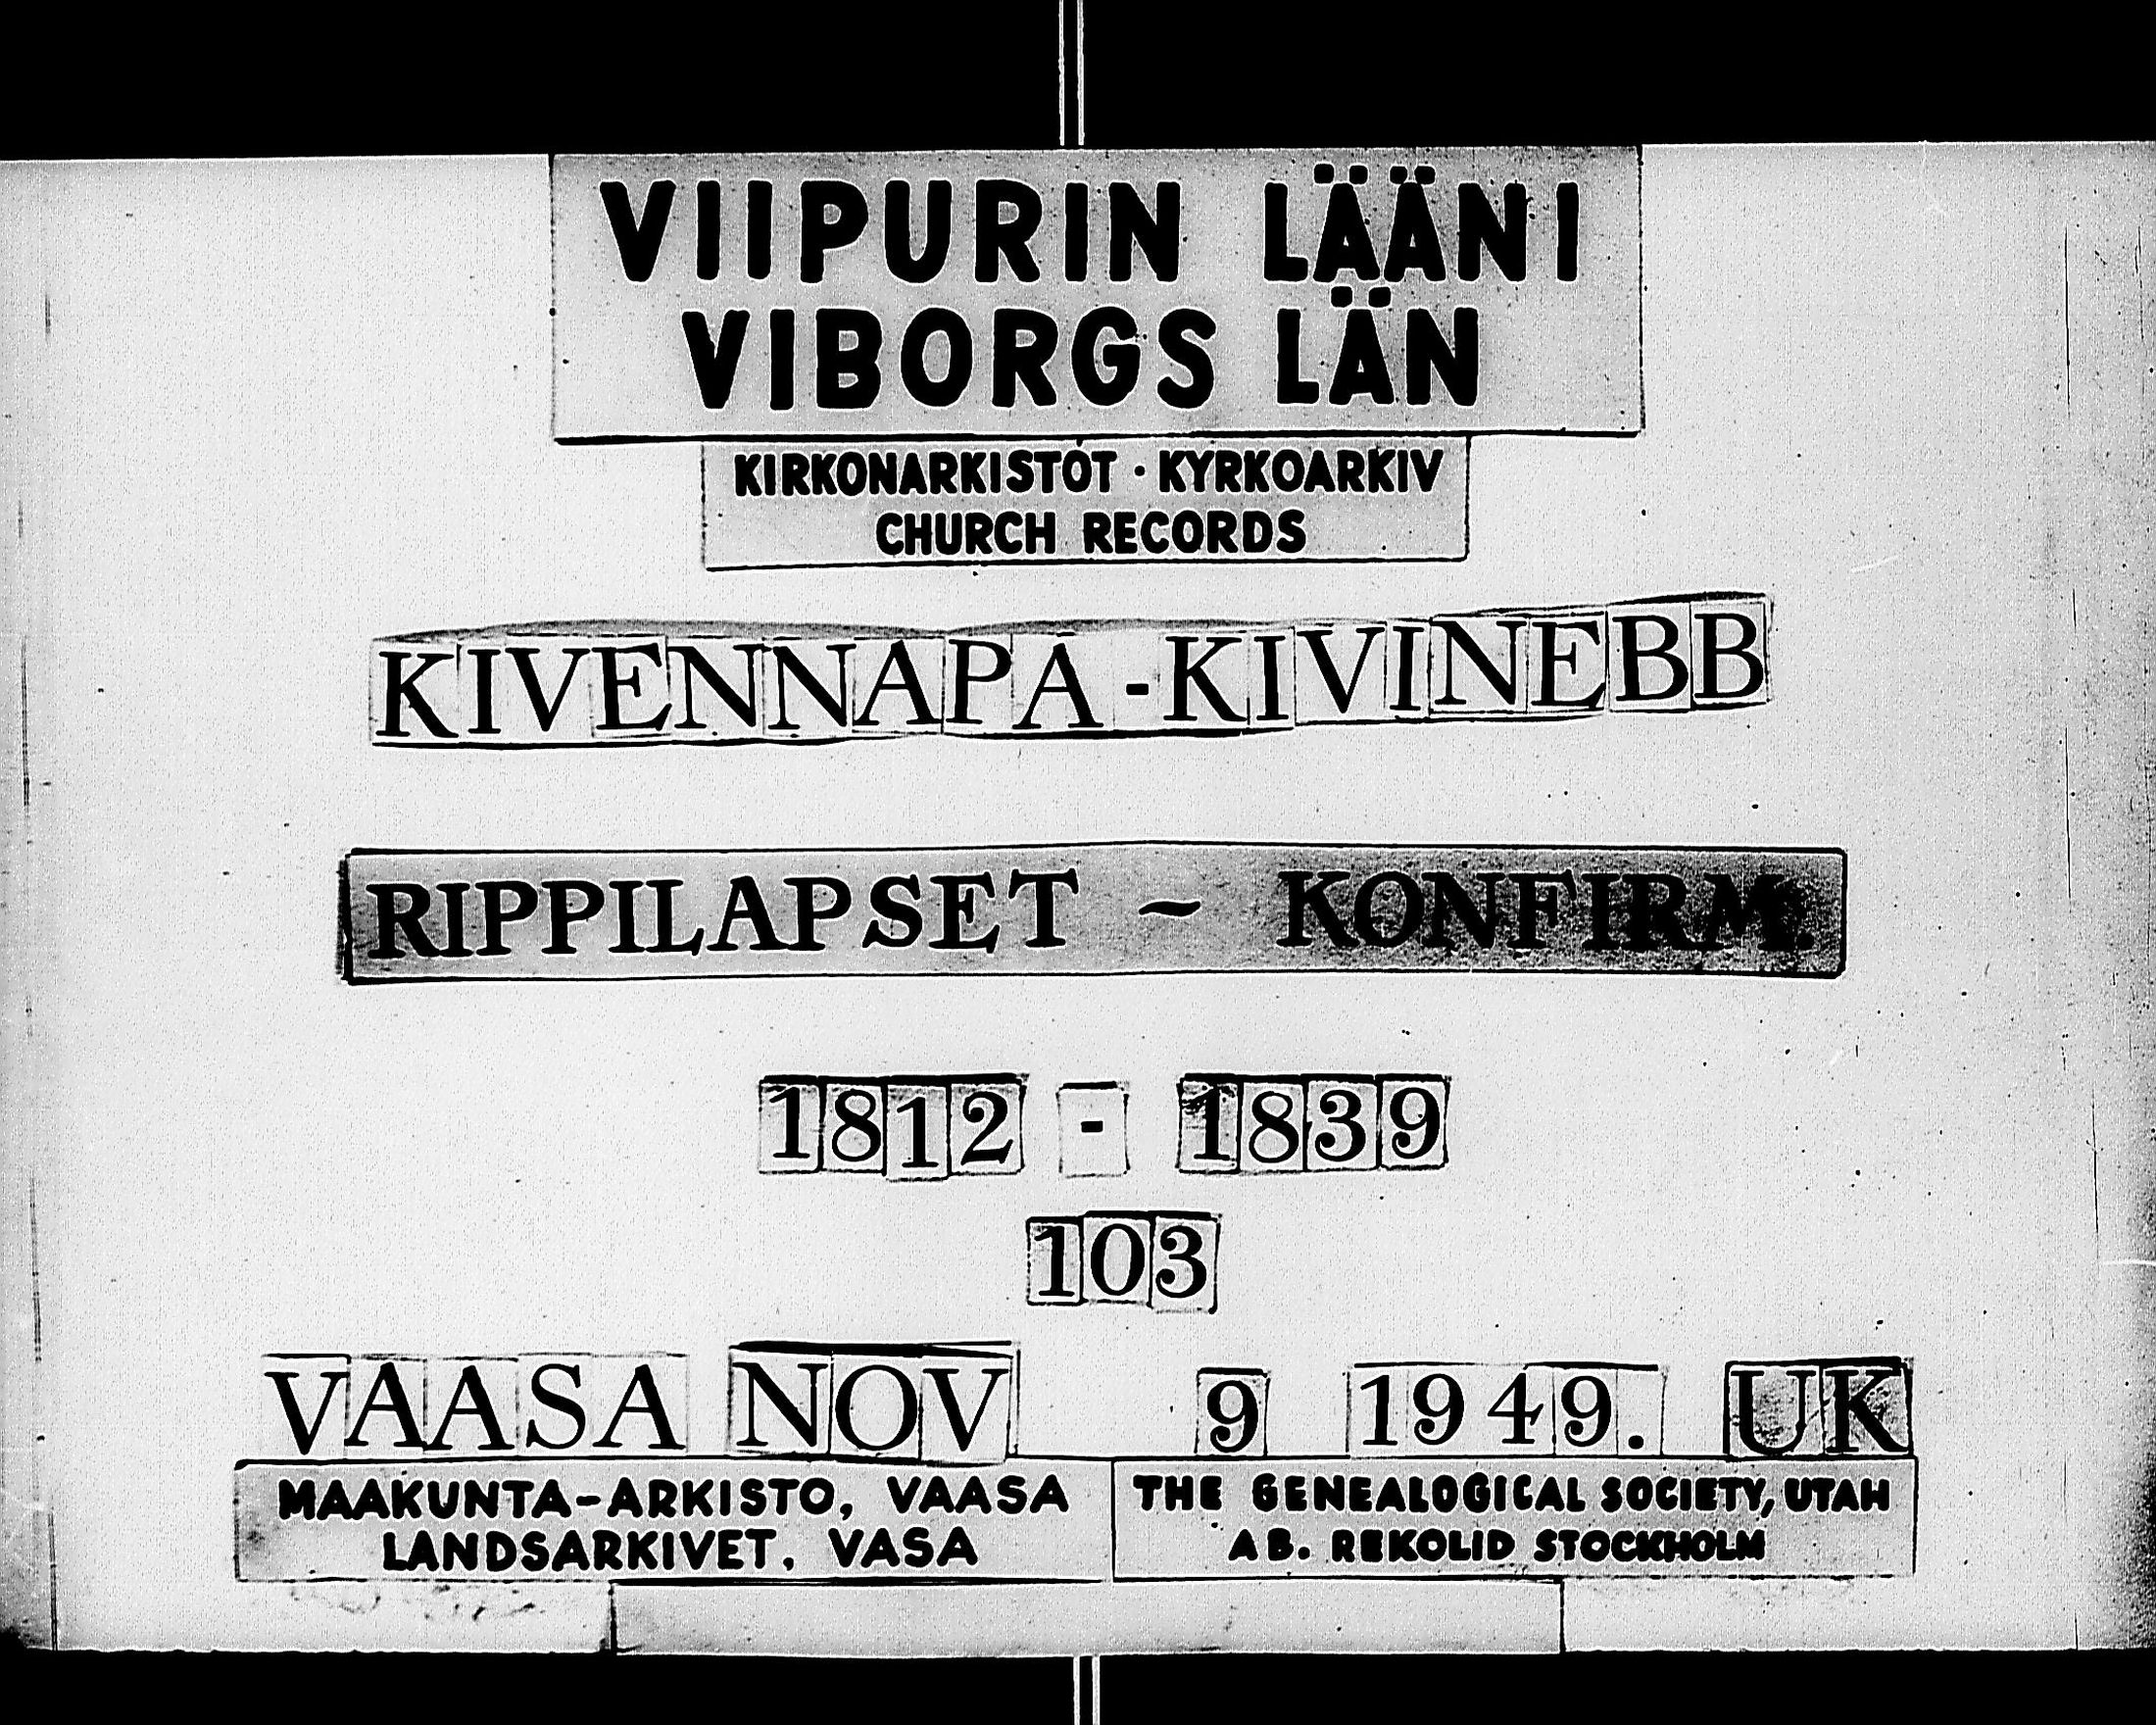 VIIPURIN LÄÄNI
VIBORGS LÄN
KIRKONARKISTOT · KYRKOARKIV
CHURCH RECORDS
KIVENNAPA-KIVINEBB
RIPPILAPSET - KONFIRM.
1812 - 1839
103
VAASA NOV 9 1949. UK
MAAKUNTA-ARKISTO, VAASA
LANDSARKIVET, VASA
THE GENEALOGICAL SOCIETY, UTAH
AB. REKOLID STOCKHOLM